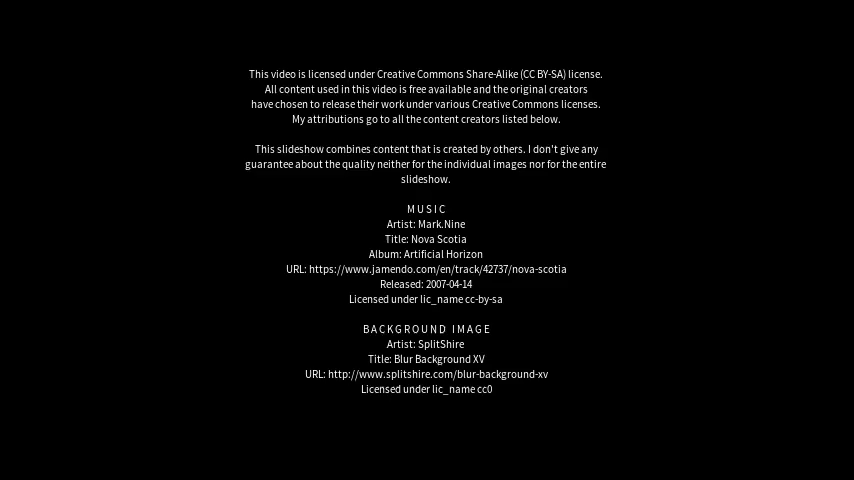 This video is licensed under Creative Commons Share-Alike (CC BY-SA) license.
All content used in this video is free available and the original creators
have chosen to release their work under various Creative Commons licenses.
My attributions go to all the content creators listed below.
This slideshow combines content that is created by others. I don't give any
guarantee about the quality neither for the individual images nor for the entire
slideshow.
MUSIC
Artist: Mark.Nine
Title: Nova Scotia
Album: Artificial Horizon
URL: https://www.jamendo.com/en/track/42737/nova-scotia
Released: 2007-04-14
Licensed under lic_name cc-by-sa
BACKGROUND IMAGE
Artist: SplitShire
Title: Blur Background XV
URL: http://www.splitshire.com/blur-background-xv
Licensed under lic_name cc0